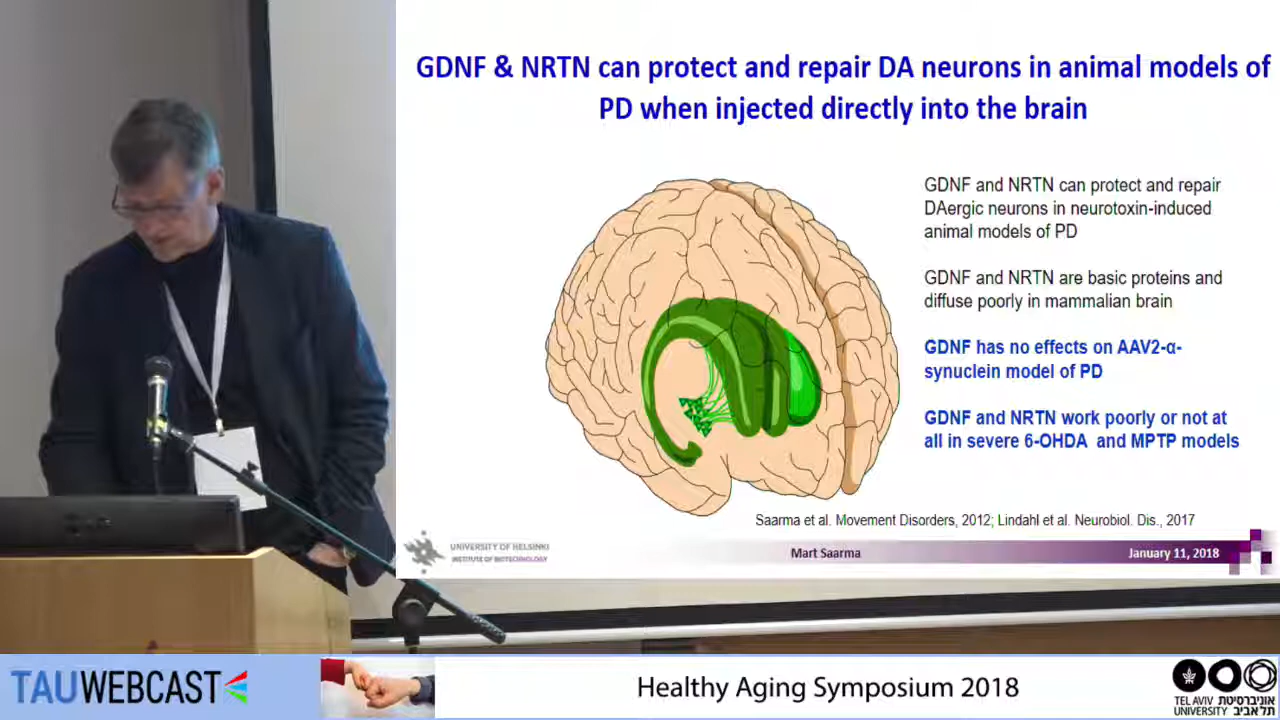 GDNF & NRTN can protect and repair DA neurons in animal models of
PD when injected directly into the brain
GDNF and NRTN can protect and repair
DAergic neurons in neurotoxin-induced
animal models of PD
GDNF and NRTN are basic proteins and
diffuse poorly in mammalian brain
GDNF has no effects on AAV2-α-
synuclein model of PD
GDNF and NRTN work poorly or not at
all in severe 6-OHDA and MPTP models
Saarma et al. Movement Disorders, 2012; Lindahl et al. Neurobiol. Dis., 2017
UNIVERSITY OF HELSINKI
INSTITUTE OF BIOTECHNOLOGY
Mart Saarma
January 11, 2018
TAUWEBCAST
Healthy Aging Symposium 2018
TEL AVIV אוניברסיטת
UNIVERSITY תל אביב